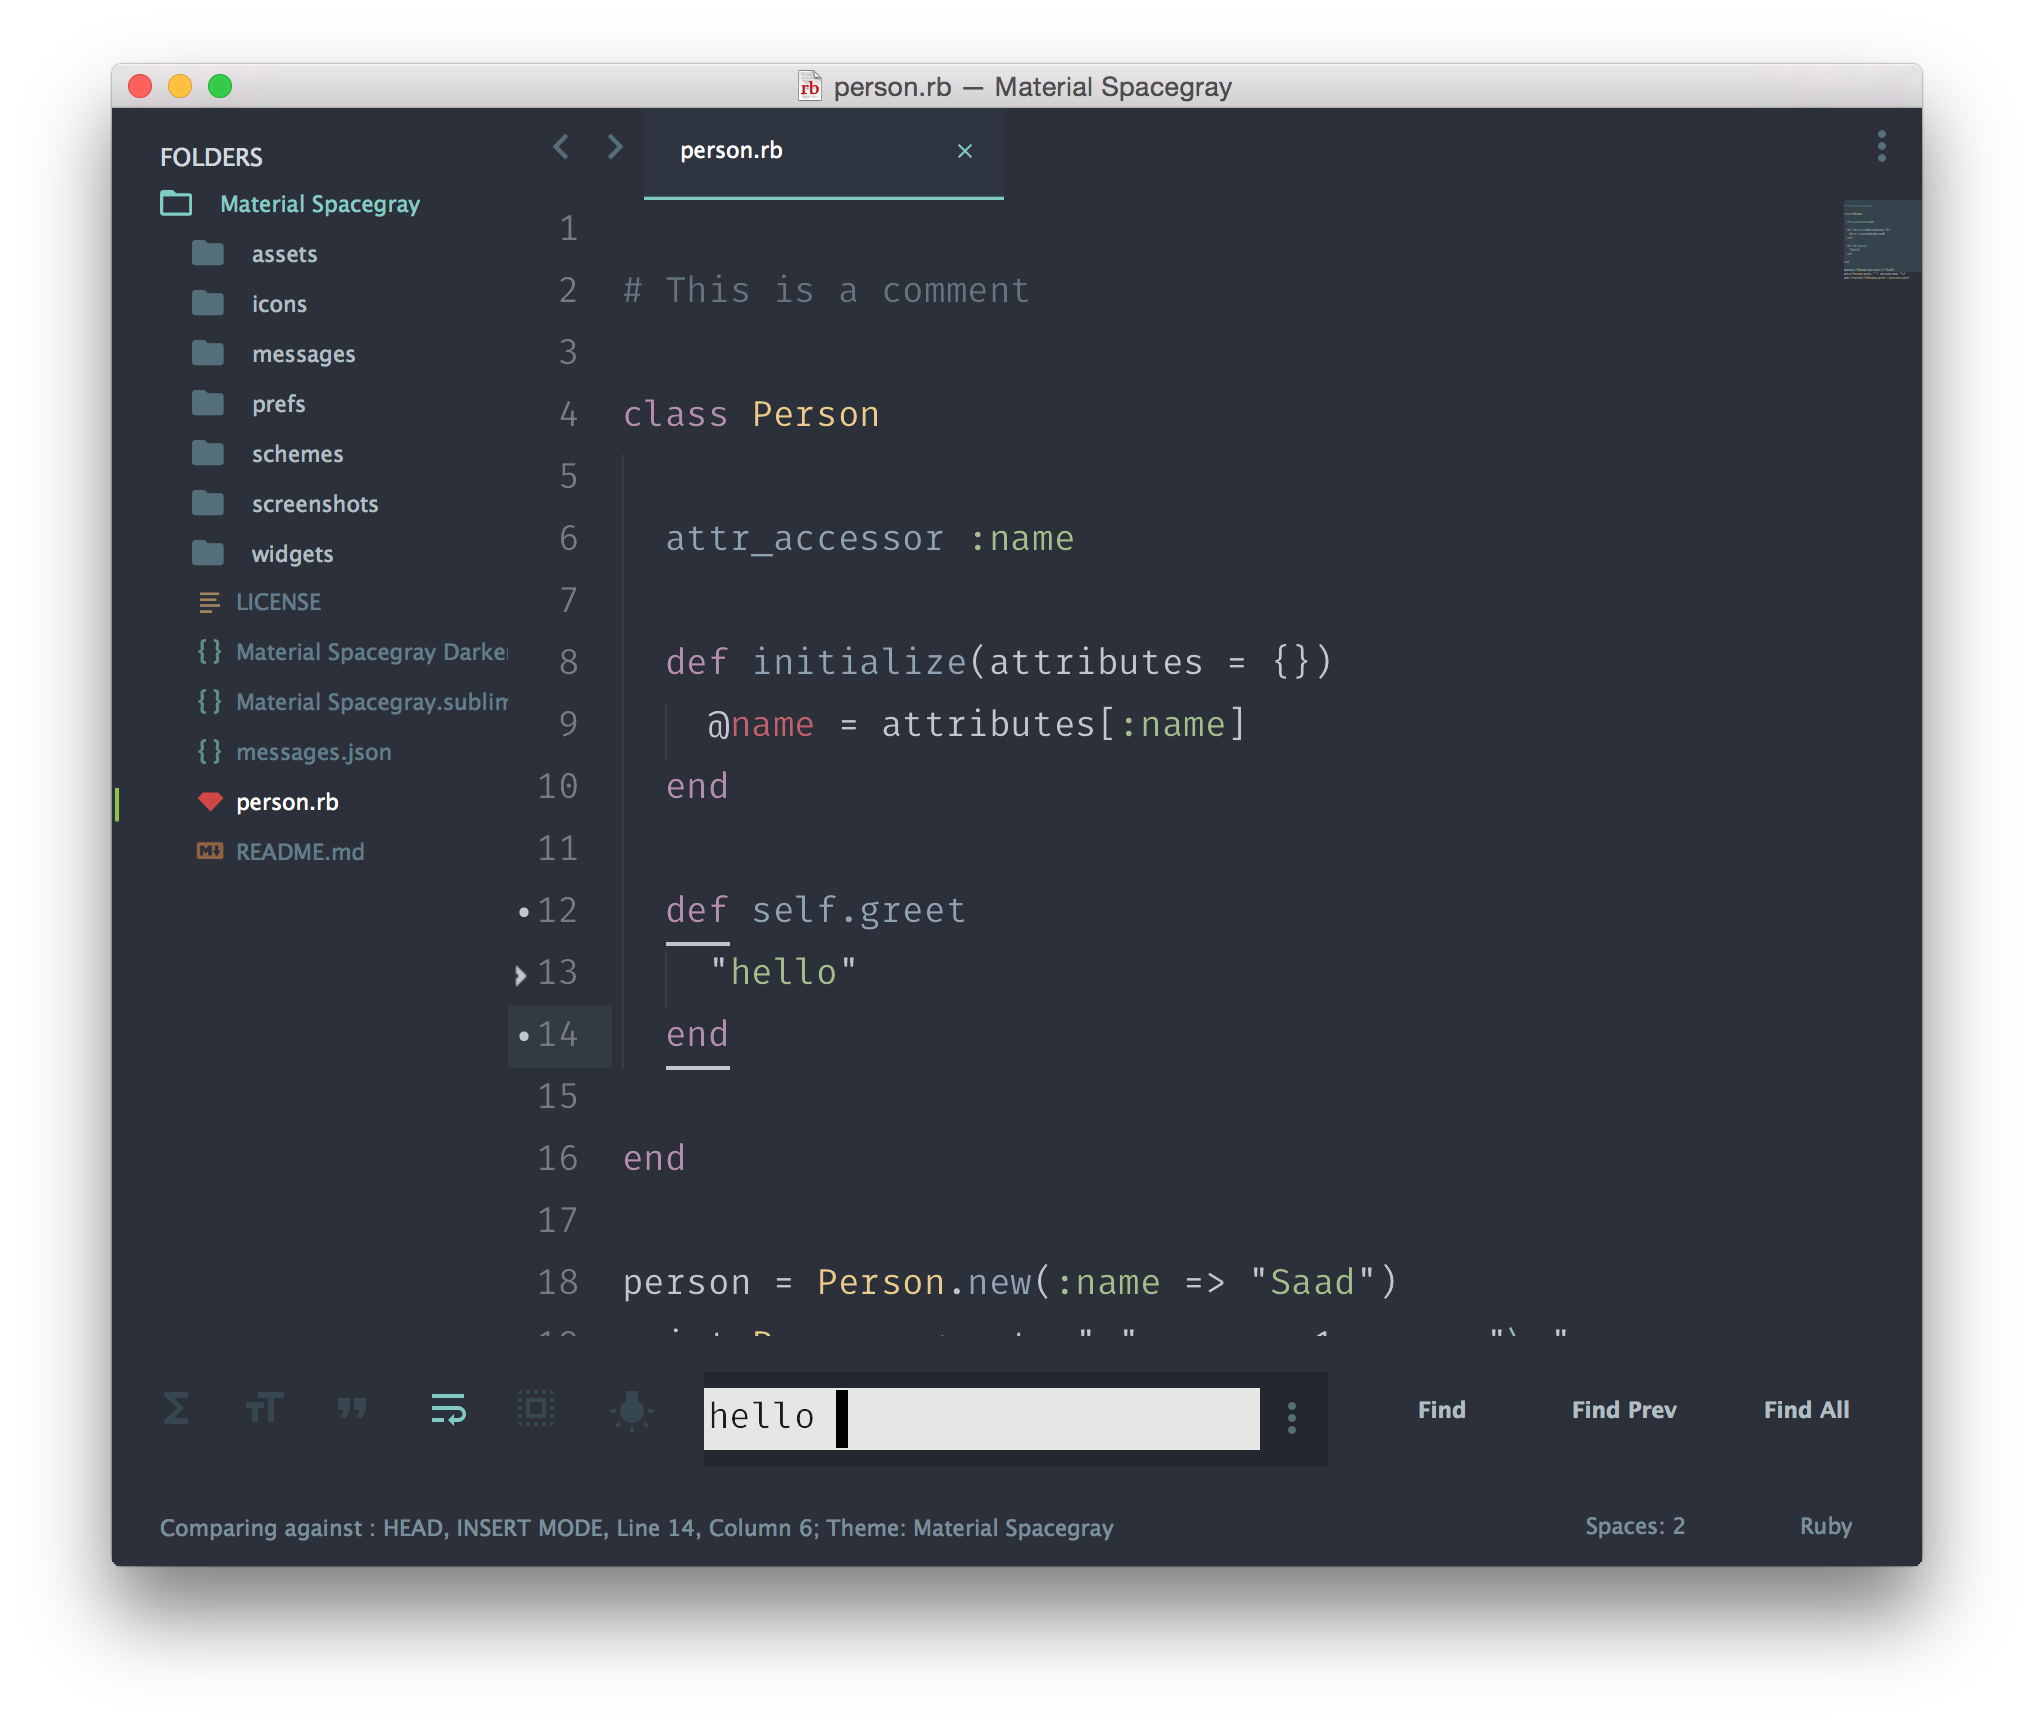 person.rb — Material Spacegray
FOLDERS
Material Spacegray
assets
icons
messages
prefs
schemes
screenshots
widgets
LICENSE
Material Spacegray Darke
Material Spacegray.sublim
messages.json
person.rb
README.md
person.rb ×
1
2 # This is a comment
3
4 class Person
5
6   attr_accessor :name
7
8   def initialize(attributes = {})
9     @name = attributes[:name]
10   end
11
12   def self.greet
13     "hello"
14   end
15
16 end
17
18 person = Person.new(:name => "Saad")
hello
Find Find Prev Find All
Comparing against : HEAD, INSERT MODE, Line 14, Column 6; Theme: Material Spacegray
Spaces: 2 Ruby